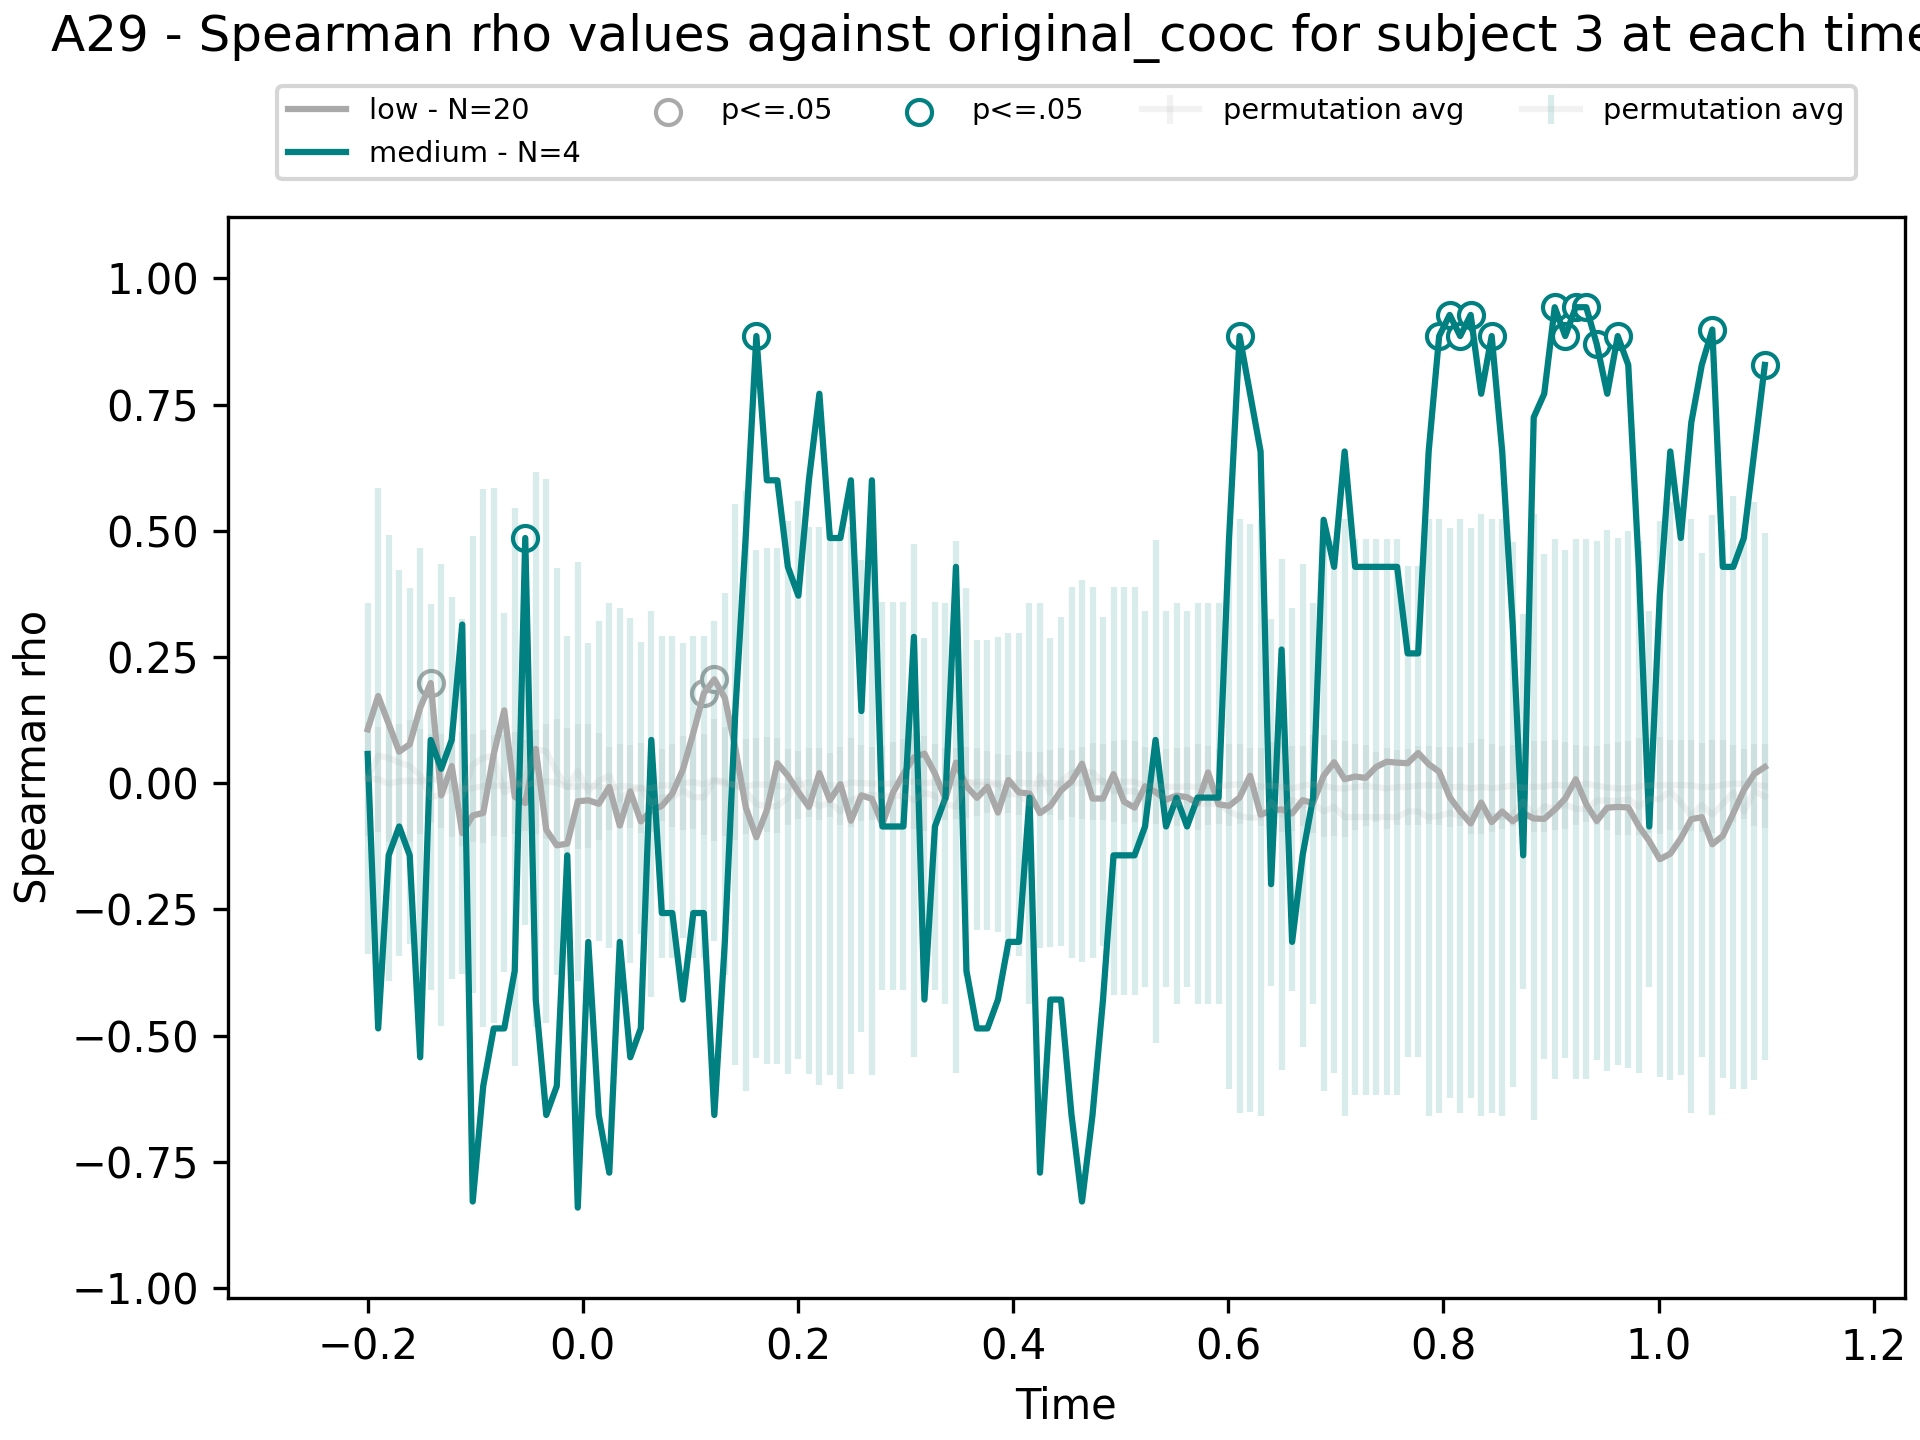 A29 - Spearman rho values against original_cooc for subject 3 at each time
low - N=20
medium - N=4
p<=.05
p<=.05
permutation avg
permutation avg
Spearman rho
1.00
0.75
0.50
0.25
0.00
−0.25
−0.50
−0.75
−1.00
−0.2
0.0
0.2
0.4
0.6
0.8
1.0
1.2
Time